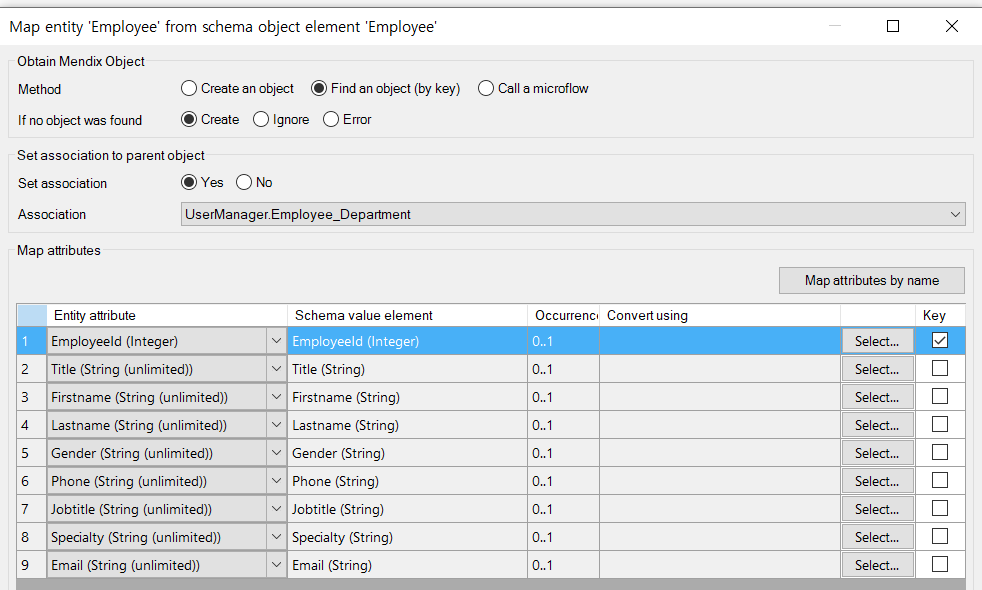 Map entity 'Employee' from schema object element 'Employee'
Obtain Mendix Object
Method Create an object Find an object (by key) Call a microflow
If no object was found Create Ignore Error
Set association to parent object
Set association Yes No
Association UserManager.Employee_Department
Map attributes
Map attributes by name
Entity attribute Schema value element Occurrenc Convert using Key
1 EmployeeId (Integer) EmployeeId (Integer) 0..1 Select...
2 Title (String (unlimited)) Title (String) 0..1 Select...
3 Firstname (String (unlimited)) Firstname (String) 0..1 Select...
4 Lastname (String (unlimited)) Lastname (String) 0..1 Select...
5 Gender (String (unlimited)) Gender (String) 0..1 Select...
6 Phone (String (unlimited)) Phone (String) 0..1 Select...
7 Jobtitle (String (unlimited)) Jobtitle (String) 0..1 Select...
8 Specialty (String (unlimited)) Specialty (String) 0..1 Select...
9 Email (String (unlimited)) Email (String) 0..1 Select...